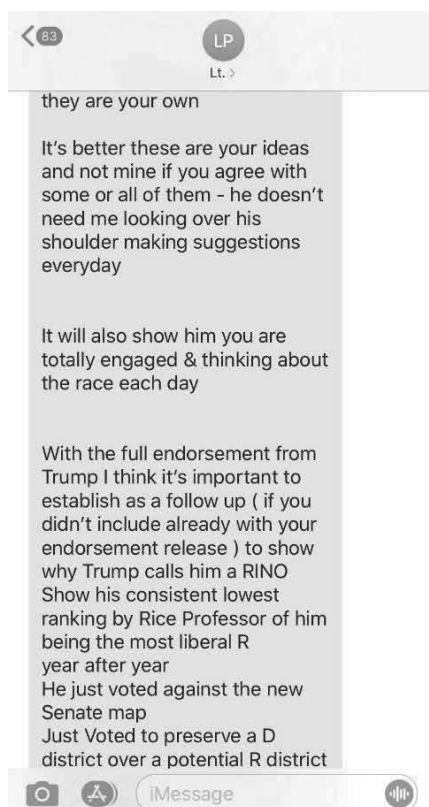 83
LP
Lt. >
they are your own
It's better these are your ideas
and not mine if you agree with
some or all of them - he doesn't
need me looking over his
shoulder making suggestions
everyday
It will also show him you are
totally engaged & thinking about
the race each day
With the full endorsement from
Trump I think it's important to
establish as a follow up ( if you
didn't include already with your
endorsement release ) to show
why Trump calls him a RINO
Show his consistent lowest
ranking by Rice Professor of him
being the most liberal R
year after year
He just voted against the new
Senate map
Just Voted to preserve a D
district over a potential R district
iMessage